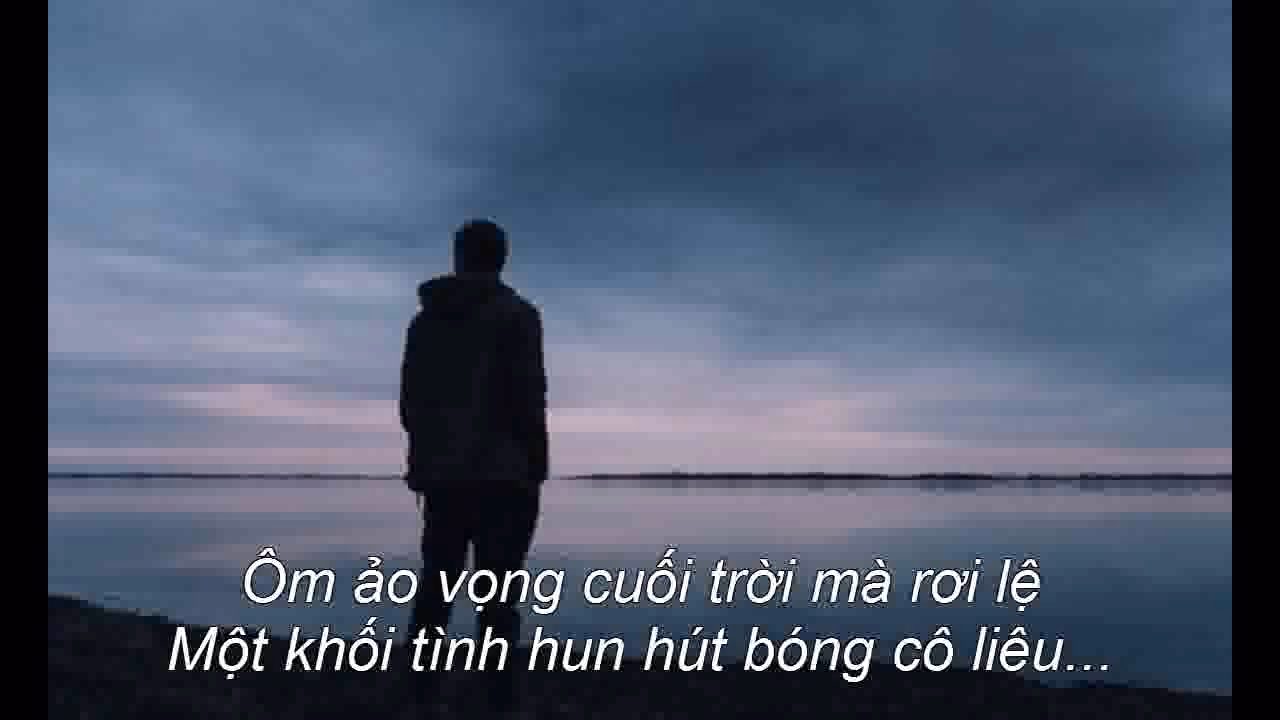 Ôm ảo vọng cuối trời mà rơi lệ
Một khối tình hun hút bóng cô liêu...